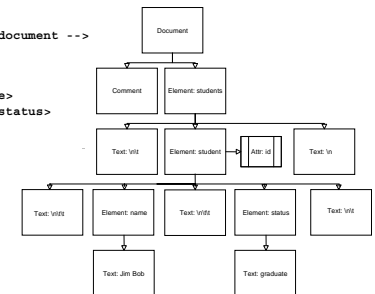 document -->
e>
status>
Document
Comment
Element: students
Text: \n\t
Element: student
Attr: id
Text: \n
Text: \n\t\t
Element: name
Text: \n\t\t
Element: status
Text: \n\t
Text: Jim Bob
Text: graduate